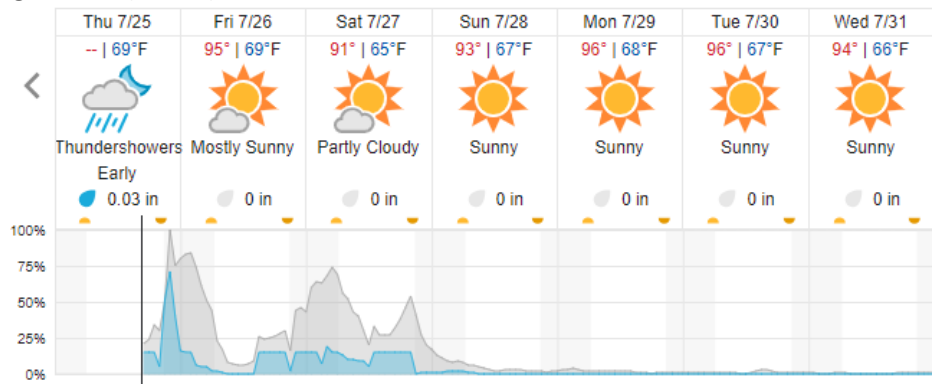 Thu 7/25 Fri 7/26 Sat 7/27 Sun 7/28 Mon 7/29 Tue 7/30 Wed 7/31
-- | 69°F 95° | 69°F 91° | 65°F 93° | 67°F 96° | 68°F 96° | 67°F 94° | 66°F
Thundershowers Mostly Sunny Partly Cloudy Sunny Sunny Sunny Sunny
Early
0.03 in 0 in 0 in 0 in 0 in 0 in 0 in
100%
75%
50%
25%
0%